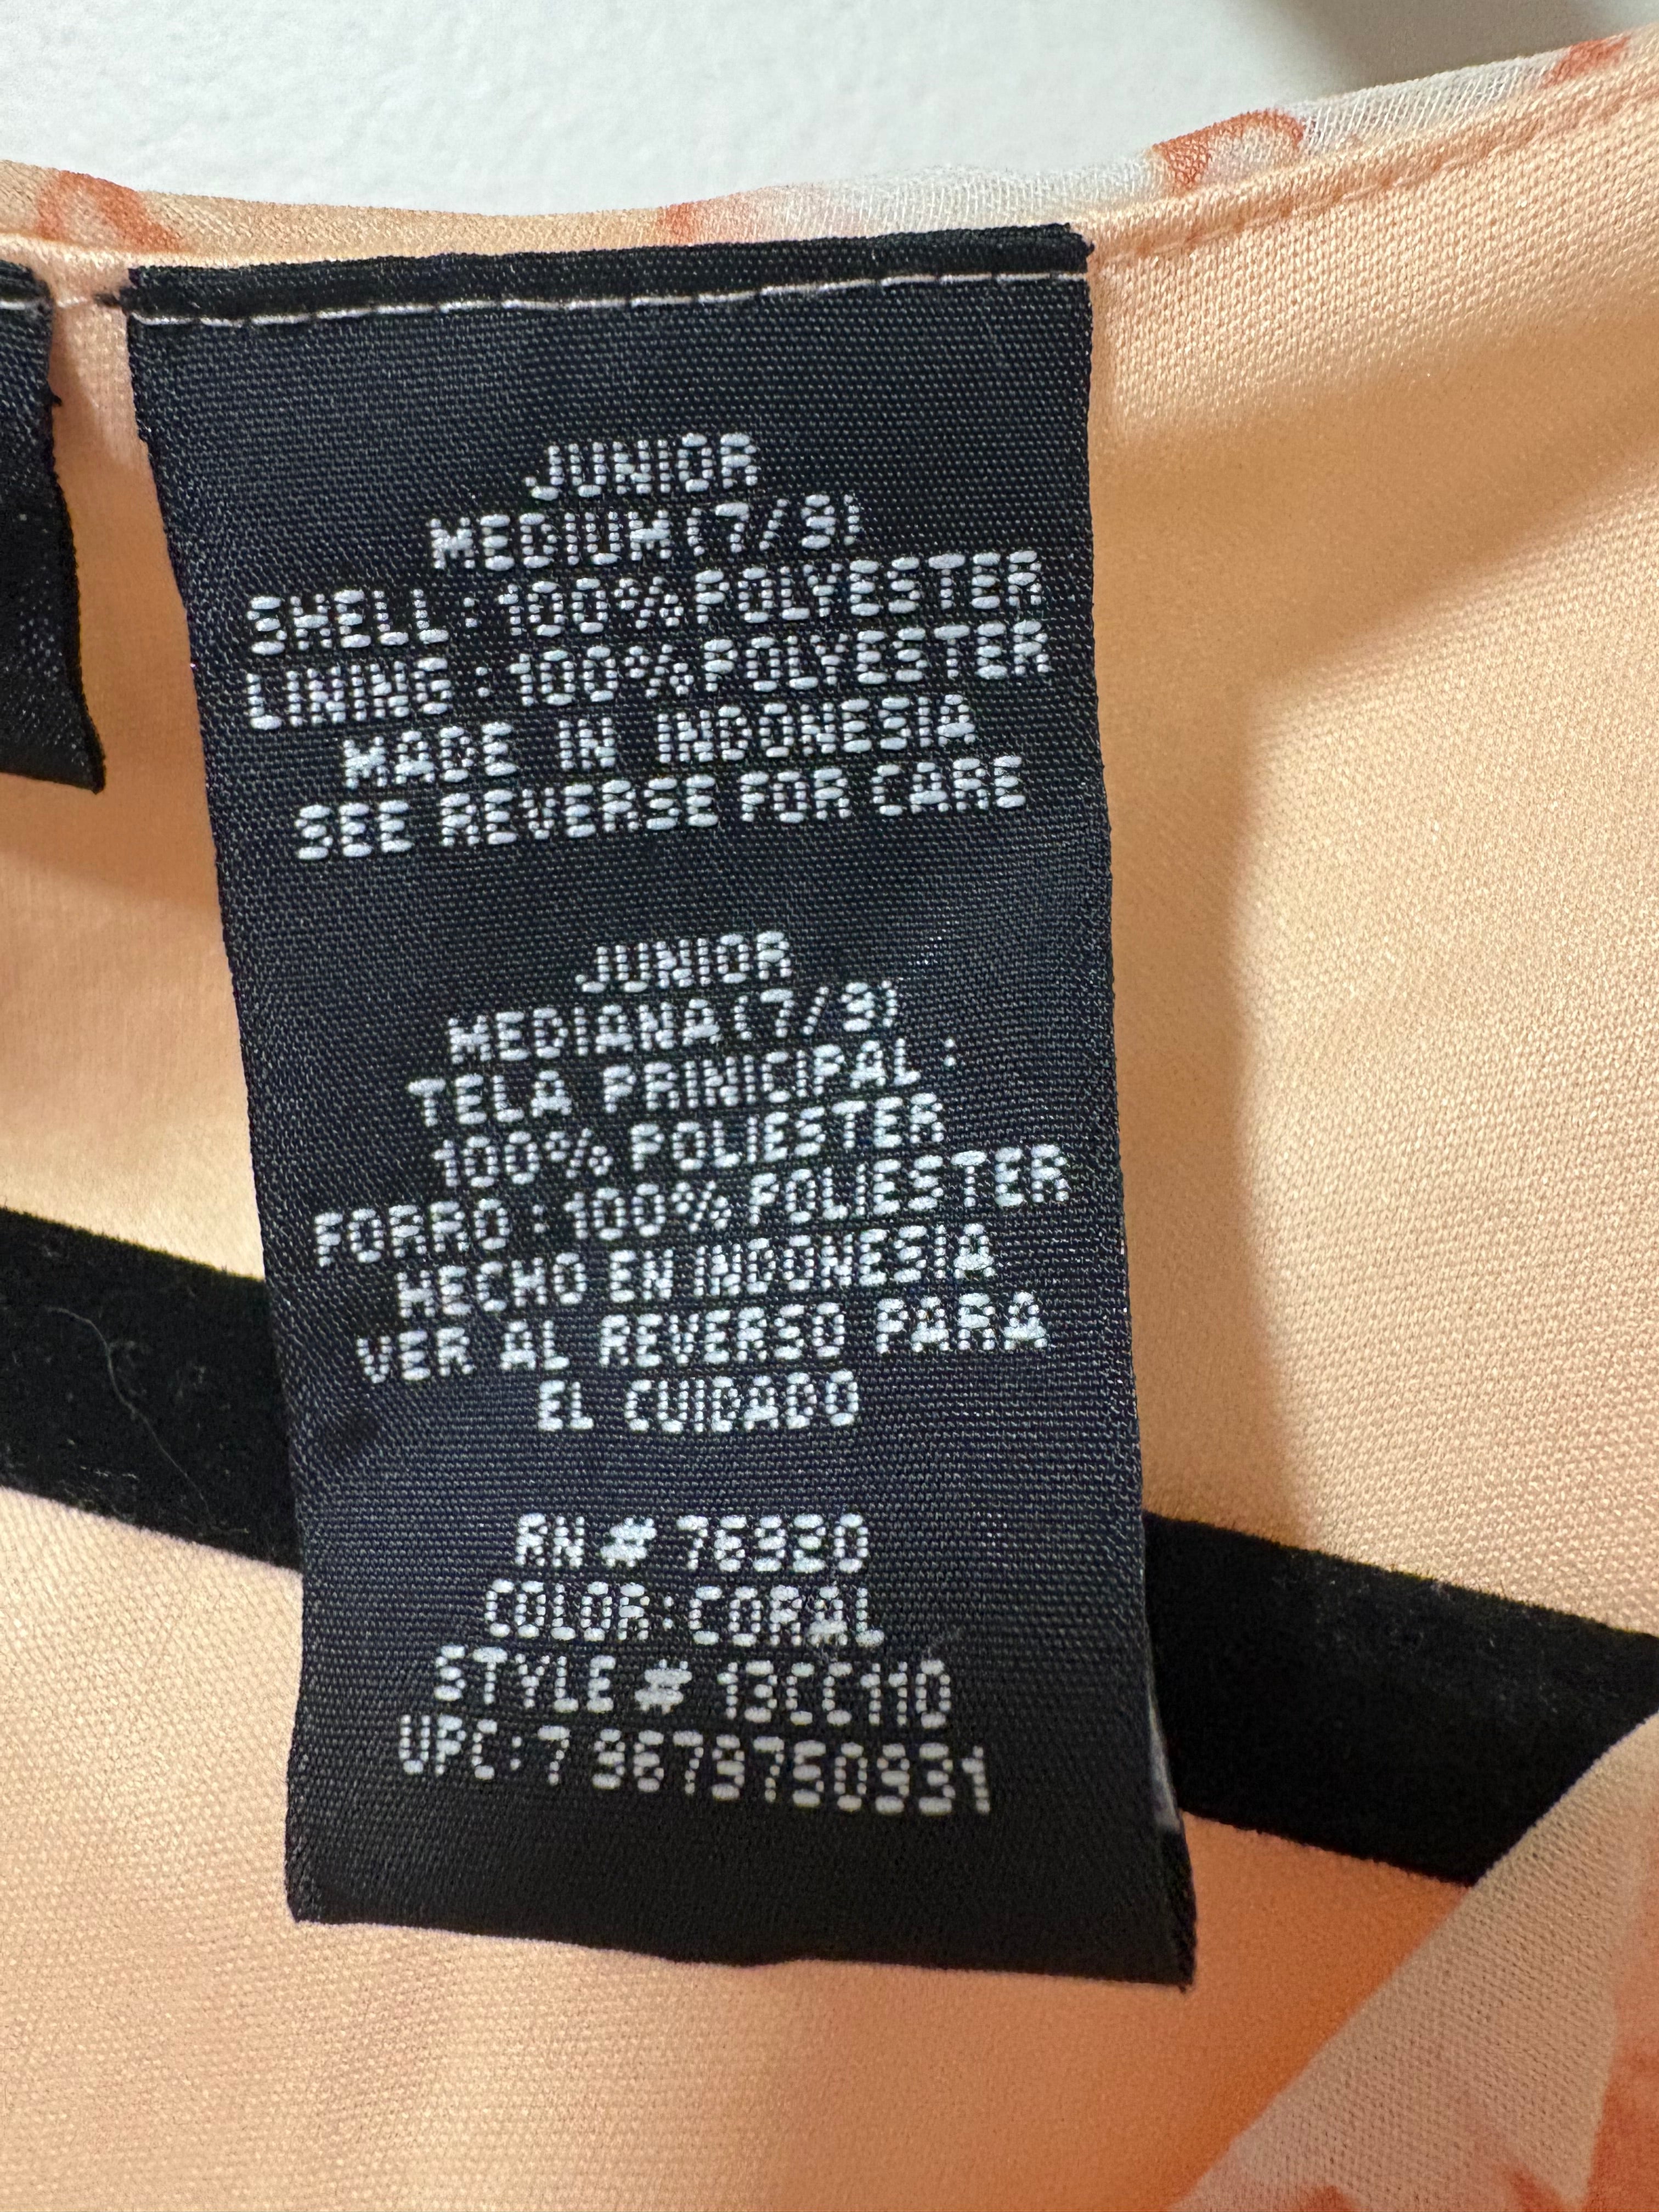 JUNIOR
MEDIUM (7/9)
SHELL : 100% POLYESTER
LINING : 100% POLYESTER
MADE IN INDONESIA
SEE REVERSE FOR CARE
JUNIOR
MEDIANA (7/9)
TELA PRINICIPAL :
100% POLIESTER
FORRO : 100% POLIESTER
HECHO EN INDONESIA
VER AL REVERSO PARA
EL CUIDADO
RN # 76920
COLOR: CORAL
STYLE # 13CC110
UPC: 7 96793750931